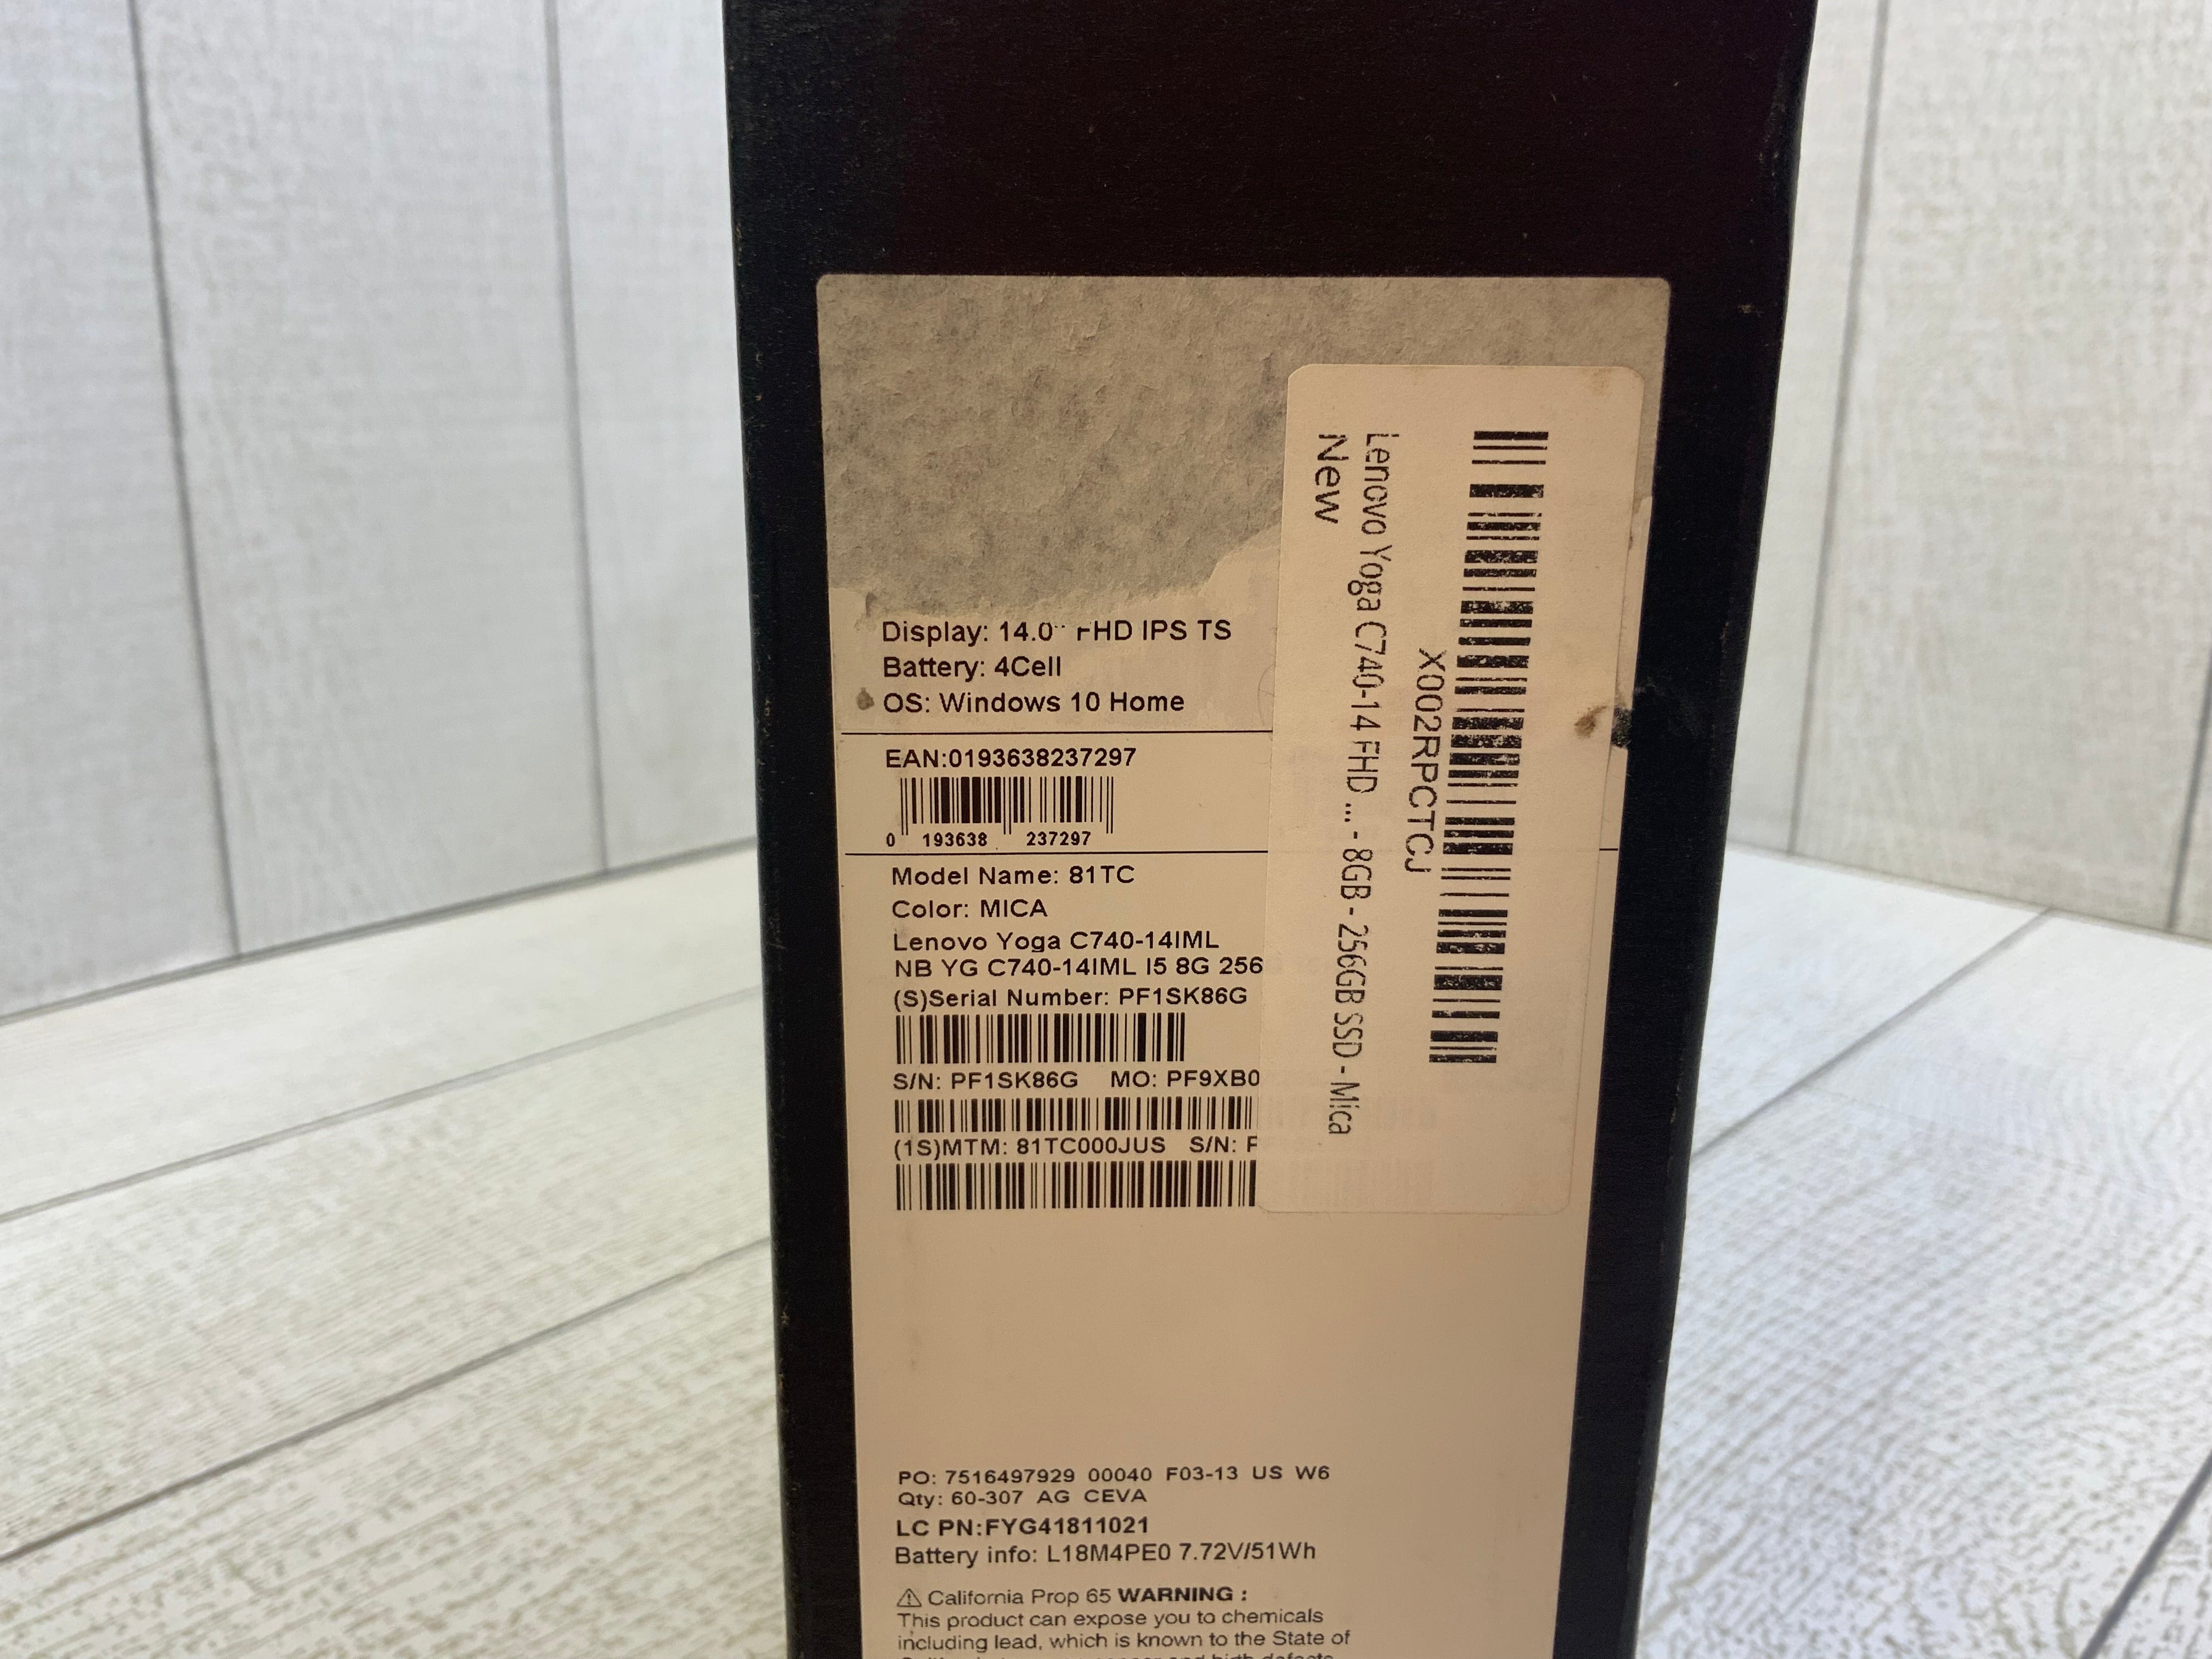 Display: 14.0" FHD IPS TS
Battery: 4Cell
OS: Windows 10 Home
EAN:0193638237297
0 193638 237297
Model Name: 81TC
Color: MICA
Lenovo Yoga C740-14IML
NB YG C740-14IML I5 8G 256
(S)Serial Number: PF1SK86G
S/N: PF1SK86G MO: PF9XB0
(1S)MTM: 81TC000JUS S/N:
X002RPCTCJ
Lenovo Yoga C740-14 FHD ... - 8GB - 256GB SSD - Mica
New
PO: 7516497929 00040 F03-13 US W6
Qty: 60-307 AG CEVA
LC PN:FYG41811021
Battery info: L18M4PE0 7.72V/51Wh
⚠ California Prop 65 WARNING :
This product can expose you to chemicals
including lead, which is known to the State of